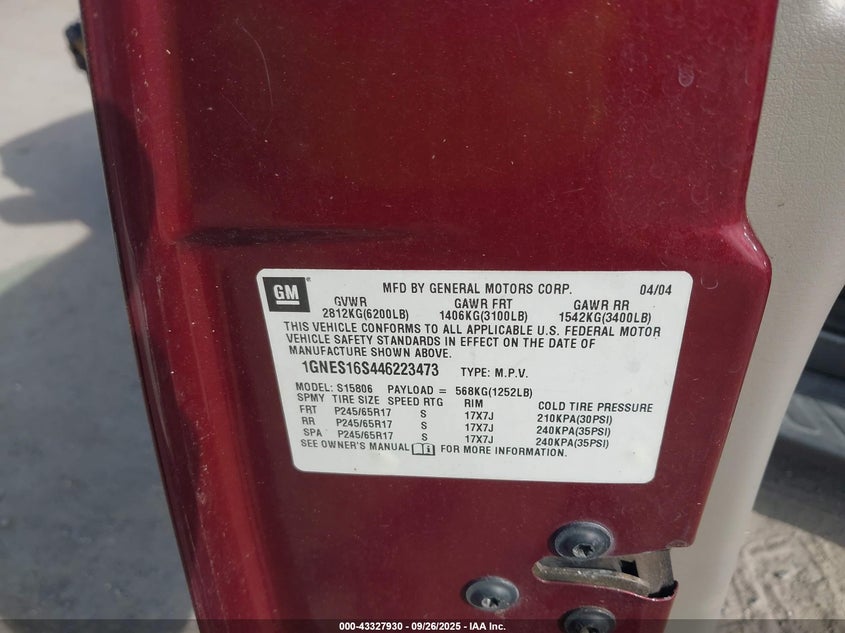 GM MFD BY GENERAL MOTORS CORP. 04/04
GVWR GAWR FRT GAWR RR
2812KG(6200LB) 1406KG(3100LB) 1542KG(3400LB)
THIS VEHICLE CONFORMS TO ALL APPLICABLE U.S. FEDERAL MOTOR
VEHICLE SAFETY STANDARDS IN EFFECT ON THE DATE OF
MANUFACTURE SHOWN ABOVE.
1GNES16S446223473 TYPE: M.P.V.
MODEL: S15806 PAYLOAD = 568KG(1252LB)
SPMY TIRE SIZE SPEED RTG RIM COLD TIRE PRESSURE
FRT P245/65R17 S 17X7J 210KPA(30PSI)
RR P245/65R17 S 17X7J 240KPA(35PSI)
SPA P245/65R17 S 17X7J 240KPA(35PSI)
SEE OWNER'S MANUAL i FOR MORE INFORMATION.
000-43327930 - 09/26/2025 - IAA Inc.